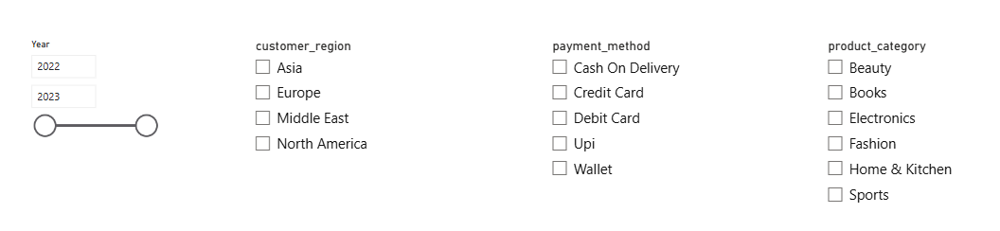 Year
2022
2023
customer_region
Asia
Europe
Middle East
North America
payment_method
Cash On Delivery
Credit Card
Debit Card
Upi
Wallet
product_category
Beauty
Books
Electronics
Fashion
Home & Kitchen
Sports